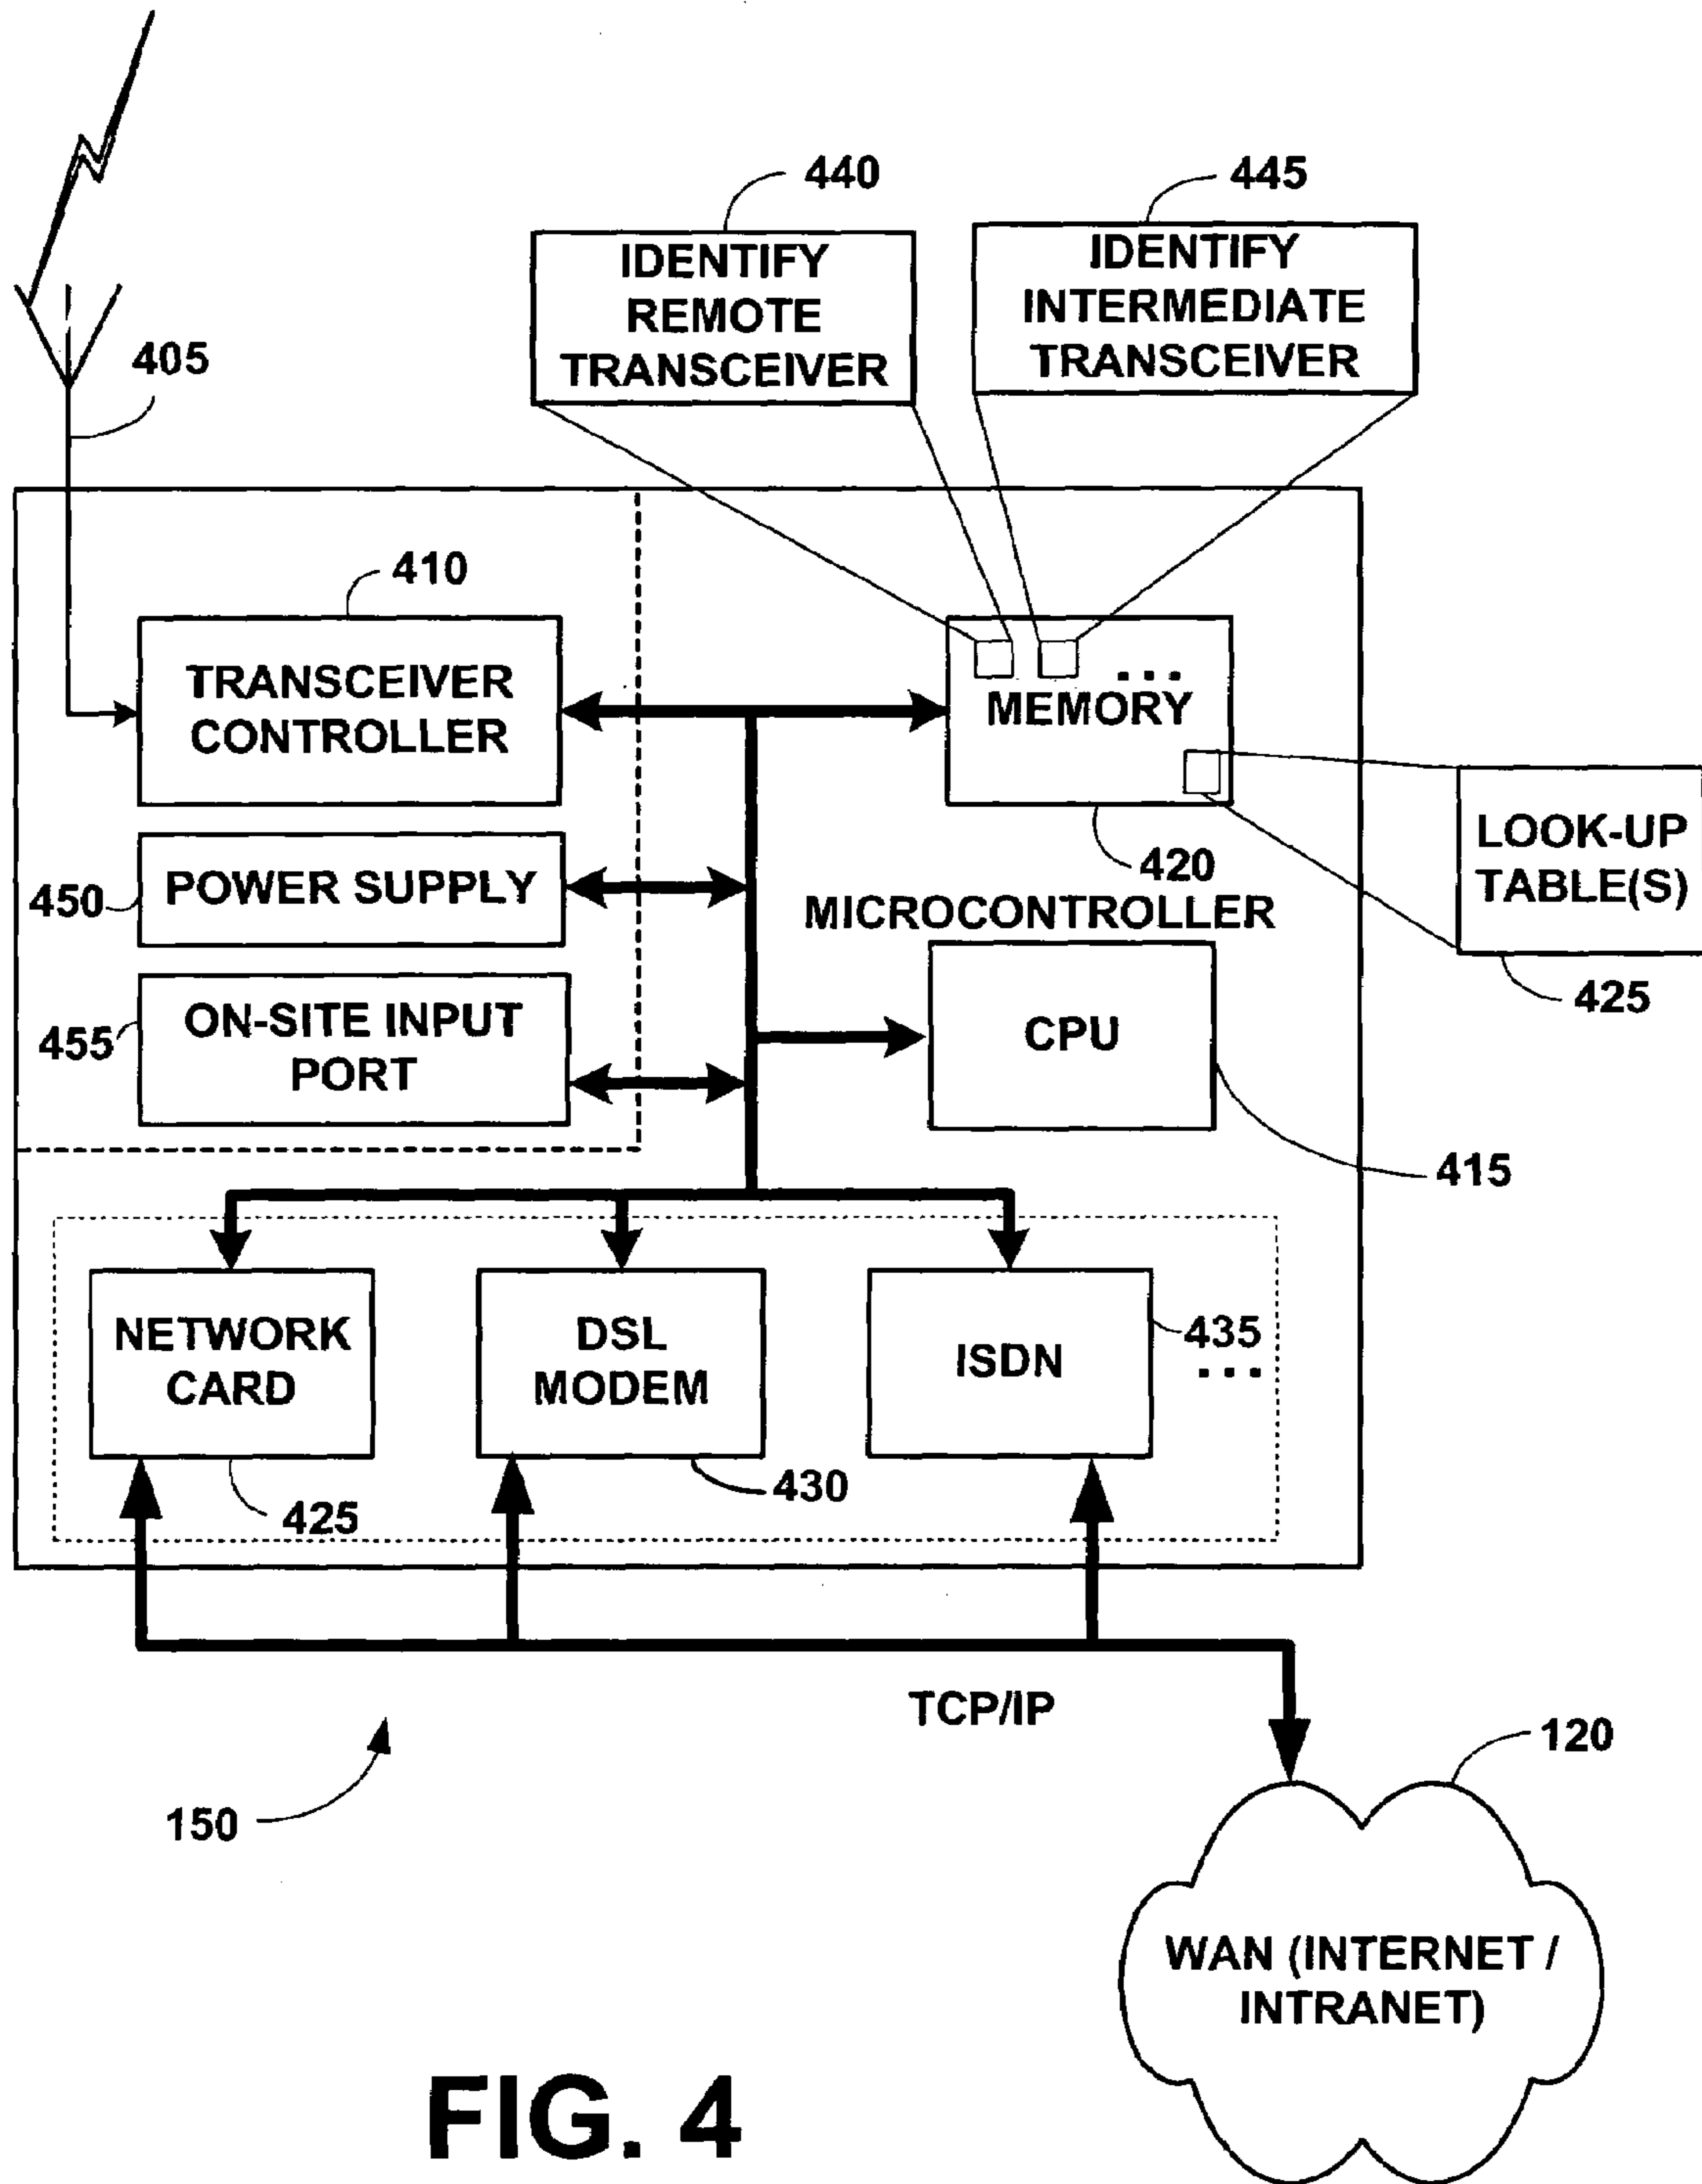 440
445
IDENTIFY
REMOTE
TRANSCEIVER
IDENTIFY
INTERMEDIATE
TRANSCEIVER
405
410
TRANSCEIVER
CONTROLLER
...
MEMORY
420
LOOK-UP
TABLE(S)
425
450
POWER SUPPLY
MICROCONTROLLER
455
ON-SITE INPUT
PORT
CPU
415
NETWORK
CARD
425
DSL
MODEM
430
ISDN
435
...
TCP/IP
150
120
WAN (INTERNET /
INTRANET)
FIG. 4